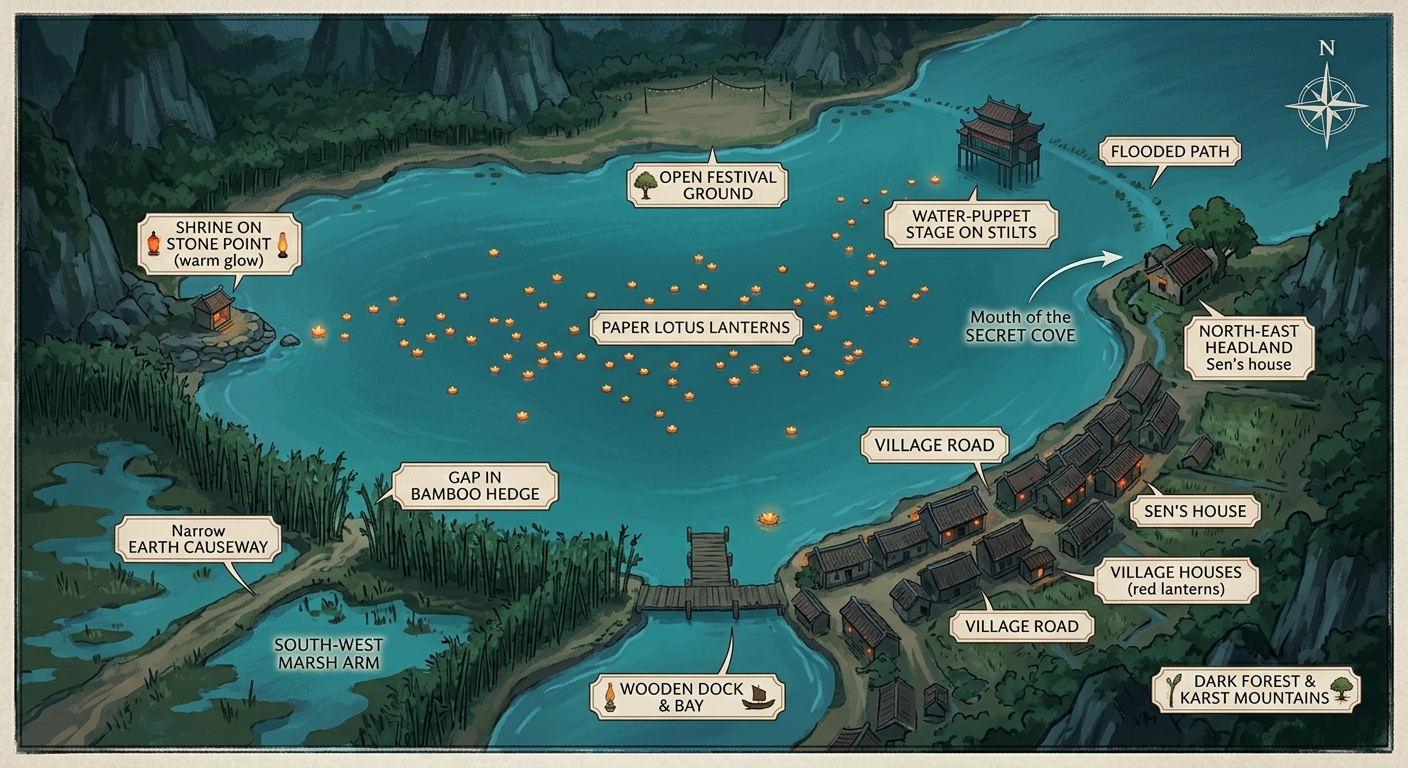 N
FLOODED PATH
OPEN FESTIVAL
GROUND
WATER-PUPPET
STAGE ON STILTS
SHRINE ON
STONE POINT
(warm glow)
PAPER LOTUS LANTERNS
Mouth of the
SECRET COVE
NORTH-EAST
HEADLAND
Sen's house
VILLAGE ROAD
GAP IN
BAMBOO HEDGE
SEN'S HOUSE
Narrow
EARTH CAUSEWAY
VILLAGE HOUSES
(red lanterns)
VILLAGE ROAD
SOUTH-WEST
MARSH ARM
WOODEN DOCK
& BAY
DARK FOREST &
KARST MOUNTAINS